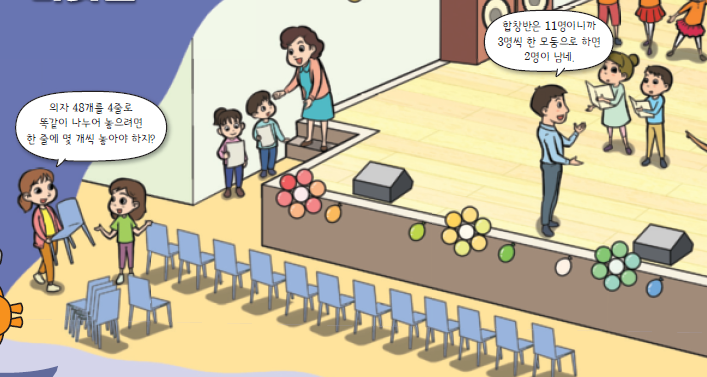 합창반은 11명이니까
3명씩 한 모둠으로 하면
2명이 남네.
의자 48개를 4줄로
똑같이 나누어 놓으려면
한 줄에 몇 개씩 놓아야 하지?